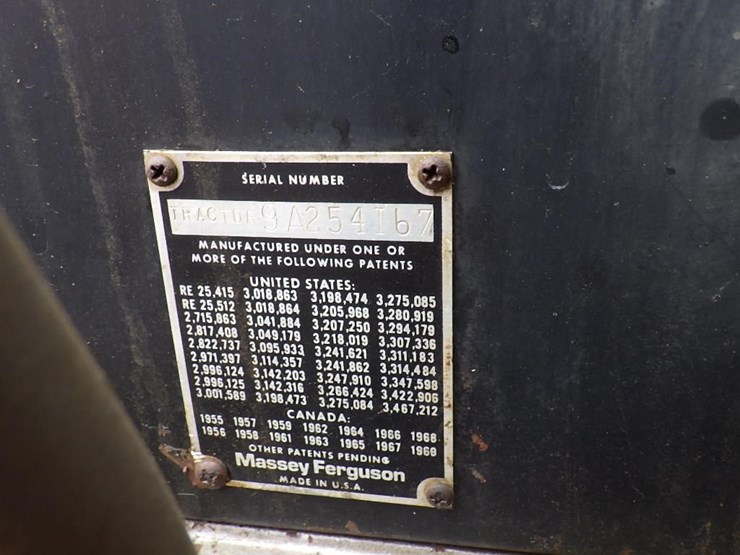 SERIAL NUMBER
TRACTOR 9A254167
MANUFACTURED UNDER ONE OR
MORE OF THE FOLLOWING PATENTS
UNITED STATES:
RE 25,415 3,018,863 3,198,474 3,275,085
RE 25,512 3,018,864 3,205,968 3,280,919
2,715,863 3,041,884 3,207,250 3,294,179
2,817,408 3,049,179 3,218,019 3,307,336
2,822,737 3,095,933 3,241,621 3,311,183
2,971,397 3,114,357 3,241,862 3,314,484
2,996,124 3,142,203 3,247,910 3,347,598
2,996,125 3,142,316 3,266,424 3,422,906
3,001,589 3,198,473 3,275,084 3,467,212
CANADA:
1955 1957 1959 1962 1964 1966 1968
1956 1958 1961 1963 1965 1967 1969
OTHER PATENTS PENDING
Massey Ferguson
MADE IN U.S.A.